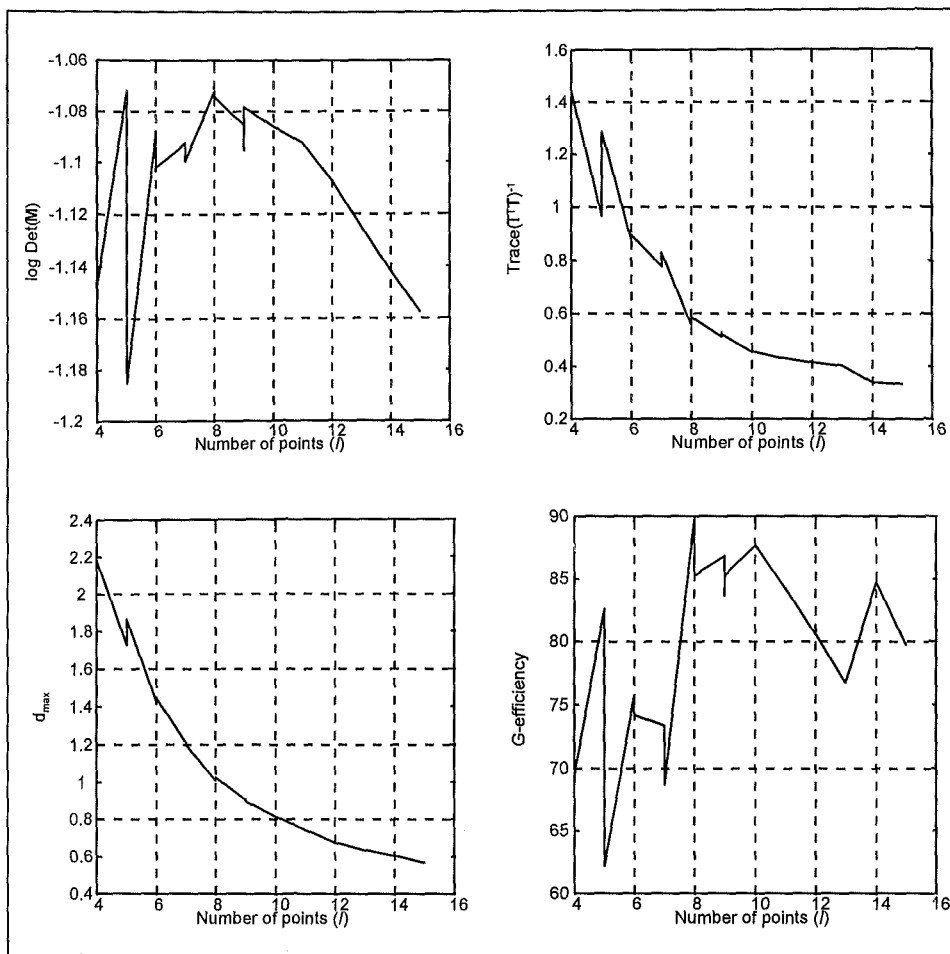 -1.06
-1.08
-1.1
-1.12
-1.14
-1.16
-1.18
-1.2
log Det(M)
4 6 8 10 12 14 16
Number of points (l)
1.6
1.4
1.2
1
0.8
0.6
0.4
0.2
Trace(TᵀT)⁻¹
4 6 8 10 12 14 16
Number of points (l)
2.4
2.2
2
1.8
1.6
1.4
1.2
1
0.8
0.6
0.4
d_max
4 6 8 10 12 14 16
Number of points (l)
90
85
80
75
70
65
60
G-efficiency
4 6 8 10 12 14 16
Number of points (l)